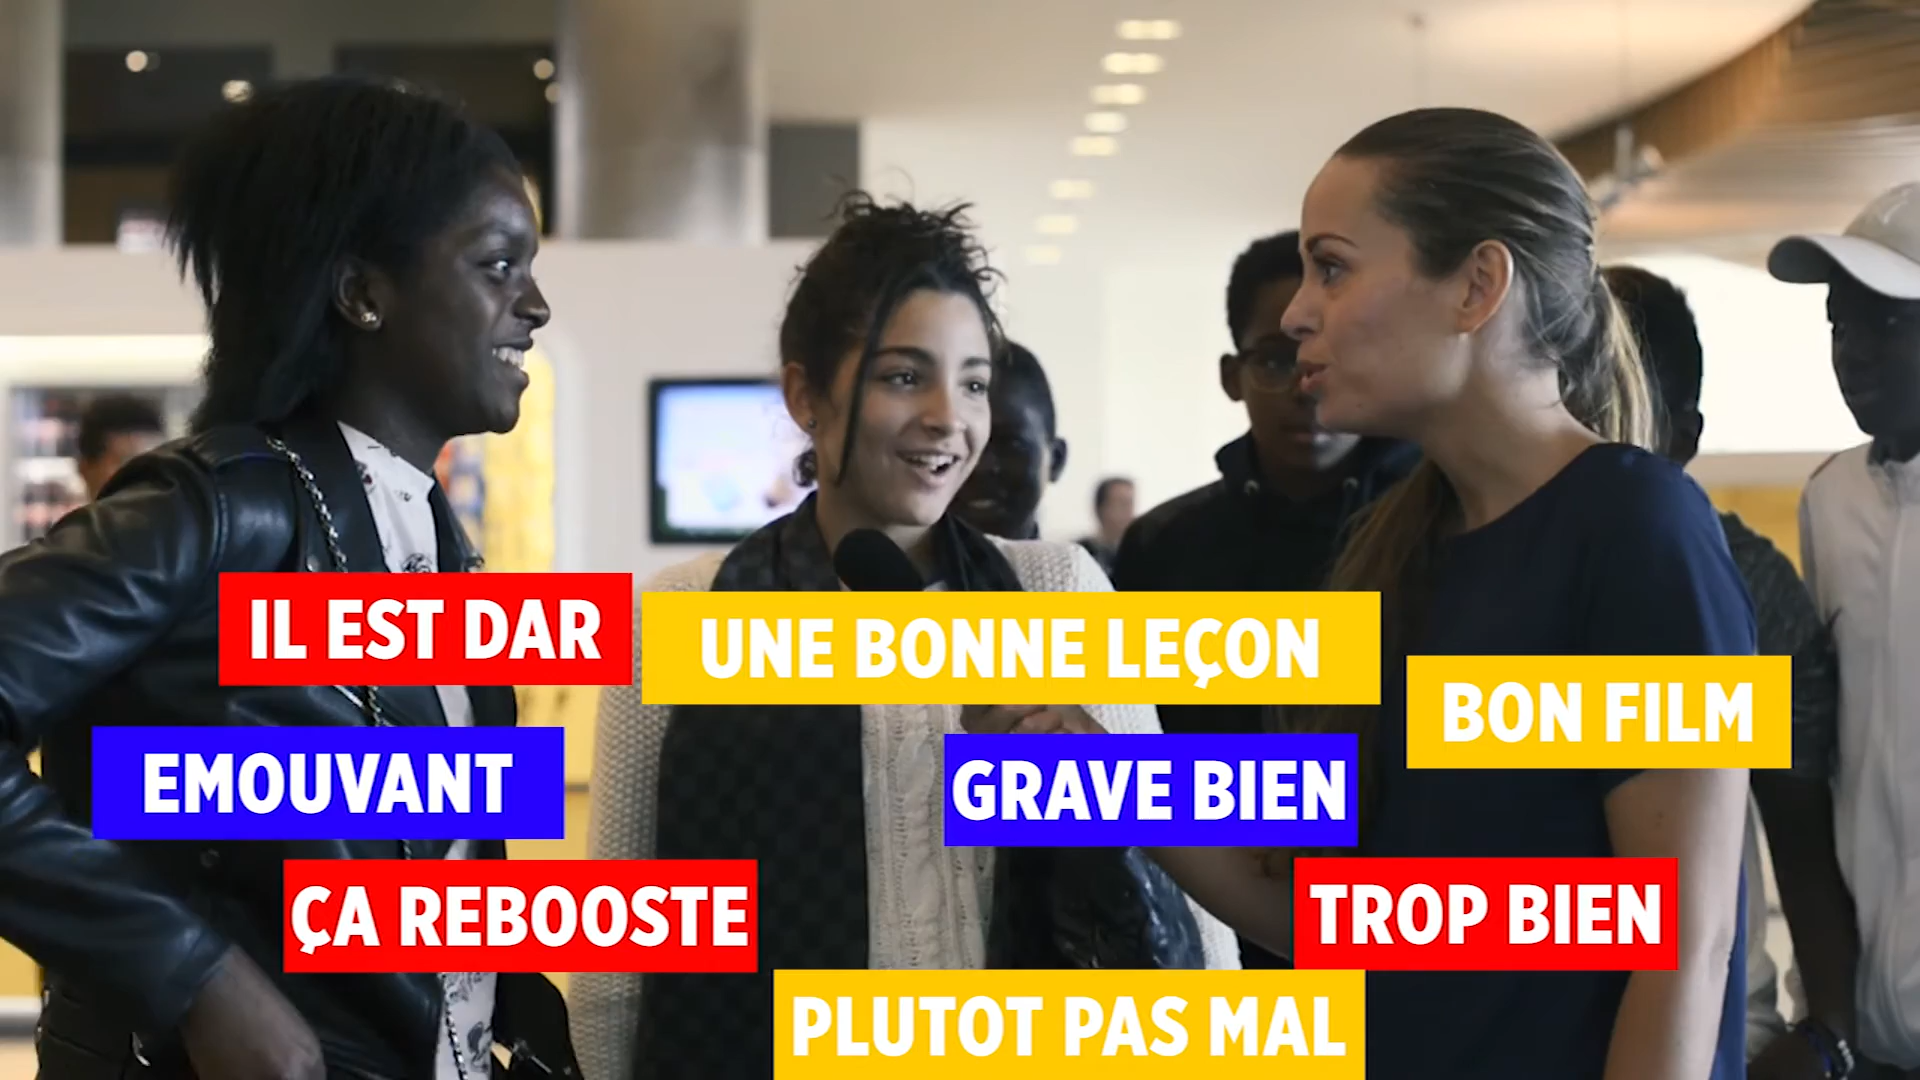 IL EST DAR
UNE BONNE LEÇON
BON FILM
EMOUVANT
GRAVE BIEN
ÇA REBOOSTE
TROP BIEN
PLUTOT PAS MAL